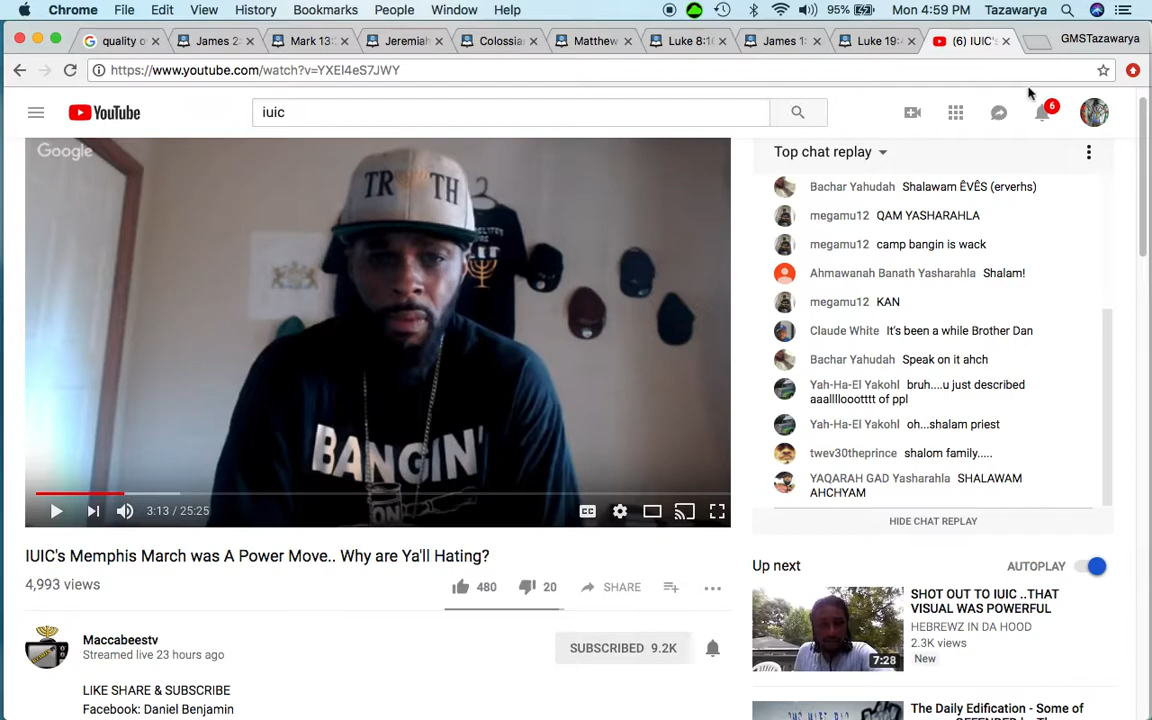 Chrome File Edit View History Bookmarks People Window Help 95% Mon 4:59 PM Tazawarya
quality o James 2: Mark 13: Jeremiah Colossia Matthew Luke 8:1 James 1: Luke 19: (6) IUIC's GMSTazawarya
https://www.youtube.com/watch?v=YXEI4eS7JWY
YouTube iuic 6
Google
TR TH
BANGIN'
ON
3:13 / 25:25 CC
Top chat replay
Bachar Yahudah Shalawam ÊVÊS (erverhs)
megamu12 QAM YASHARAHLA
megamu12 camp bangin is wack
Ahmawanah Banath Yasharahla Shalam!
megamu12 KAN
Claude White It's been a while Brother Dan
Bachar Yahudah Speak on it ahch
Yah-Ha-El Yakohl bruh....u just described
aaallllooottttt of ppl
Yah-Ha-El Yakohl oh...shalam priest
twev30theprince shalom family.....
YAQARAH GAD Yasharahla SHALAWAM
AHCHYAM
HIDE CHAT REPLAY
IUIC's Memphis March was A Power Move.. Why are Ya'll Hating?
4,993 views
480 20 SHARE
Maccabeestv
Streamed live 23 hours ago
SUBSCRIBED 9.2K
LIKE SHARE & SUBSCRIBE
Facebook: Daniel Benjamin
Up next AUTOPLAY
7:28
SHOT OUT TO IUIC ..THAT
VISUAL WAS POWERFUL
HEBREWZ IN DA HOOD
2.3K views
New
The Daily Edification - Some of